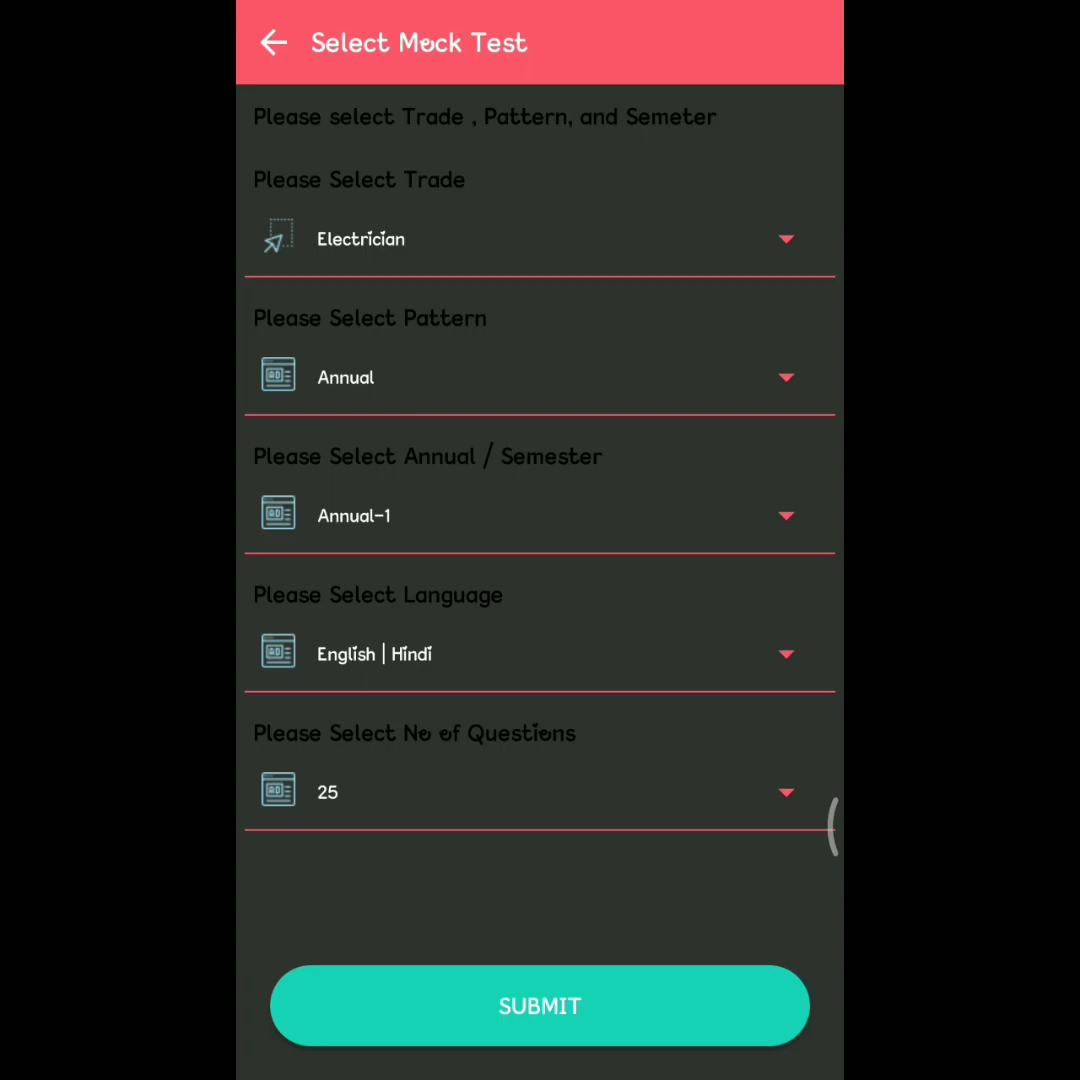 Select Mock Test
Please select Trade , Pattern, and Semeter
Please Select Trade
Electrician
Please Select Pattern
Annual
Please Select Annual / Semester
Annual-1
Please Select Language
English | Hindi
Please Select No of Questions
25
SUBMIT